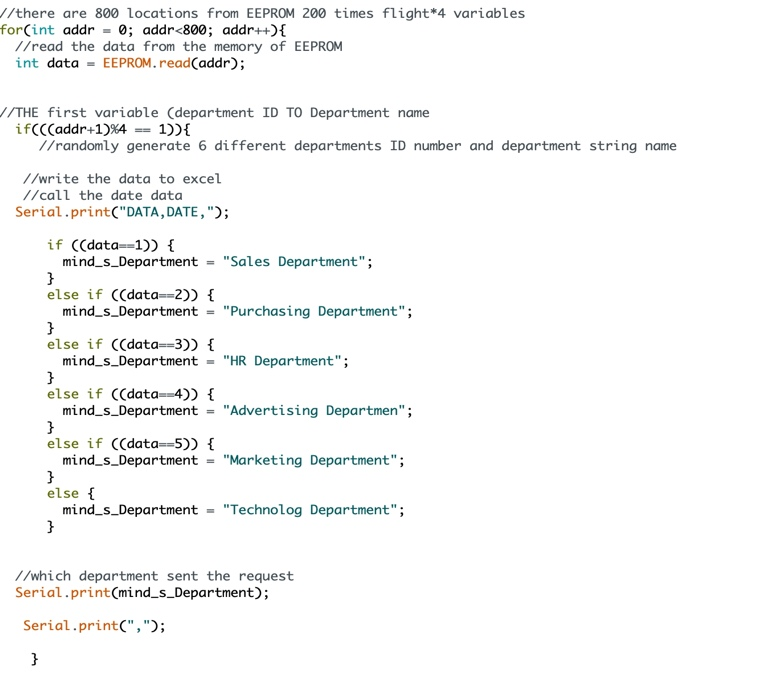 //there are 800 locations from EEPROM 200 times flight*4 variables
for(int addr = 0; addr<800; addr++){
//read the data from the memory of EEPROM
int data = EEPROM.read(addr);
//THE first variable (department ID TO Department name
if(((addr+1)%4 == 1)){
//randomly generate 6 different departments ID number and department string name
//write the data to excel
//call the date data
Serial.print("DATA,DATE,");
if ((data==1)) {
mind_s_Department = "Sales Department";
}
else if ((data==2)) {
mind_s_Department = "Purchasing Department";
}
else if ((data==3)) {
mind_s_Department = "HR Department";
}
else if ((data==4)) {
mind_s_Department = "Advertising Departmen";
}
else if ((data==5)) {
mind_s_Department = "Marketing Department";
}
else {
mind_s_Department = "Technolog Department";
}
//which department sent the request
Serial.print(mind_s_Department);
Serial.print(",");
}